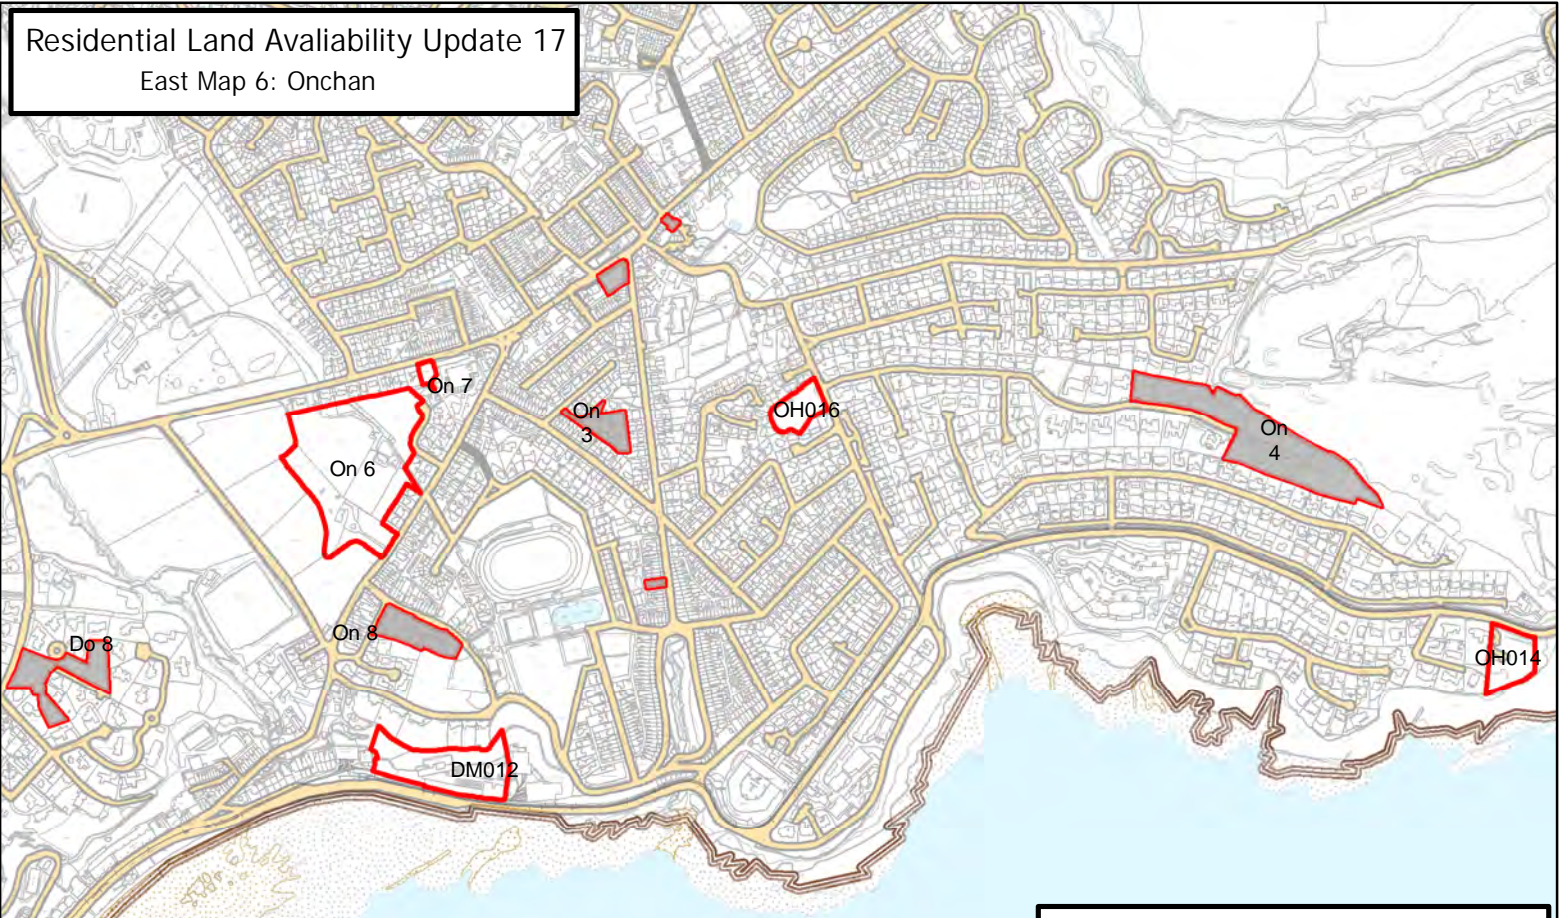 Residential Land Avaliability Update 17
East Map 6: Onchan
On 7
On
3
OH016
On
4
On 6
On 8
Do 8
OH014
DM012